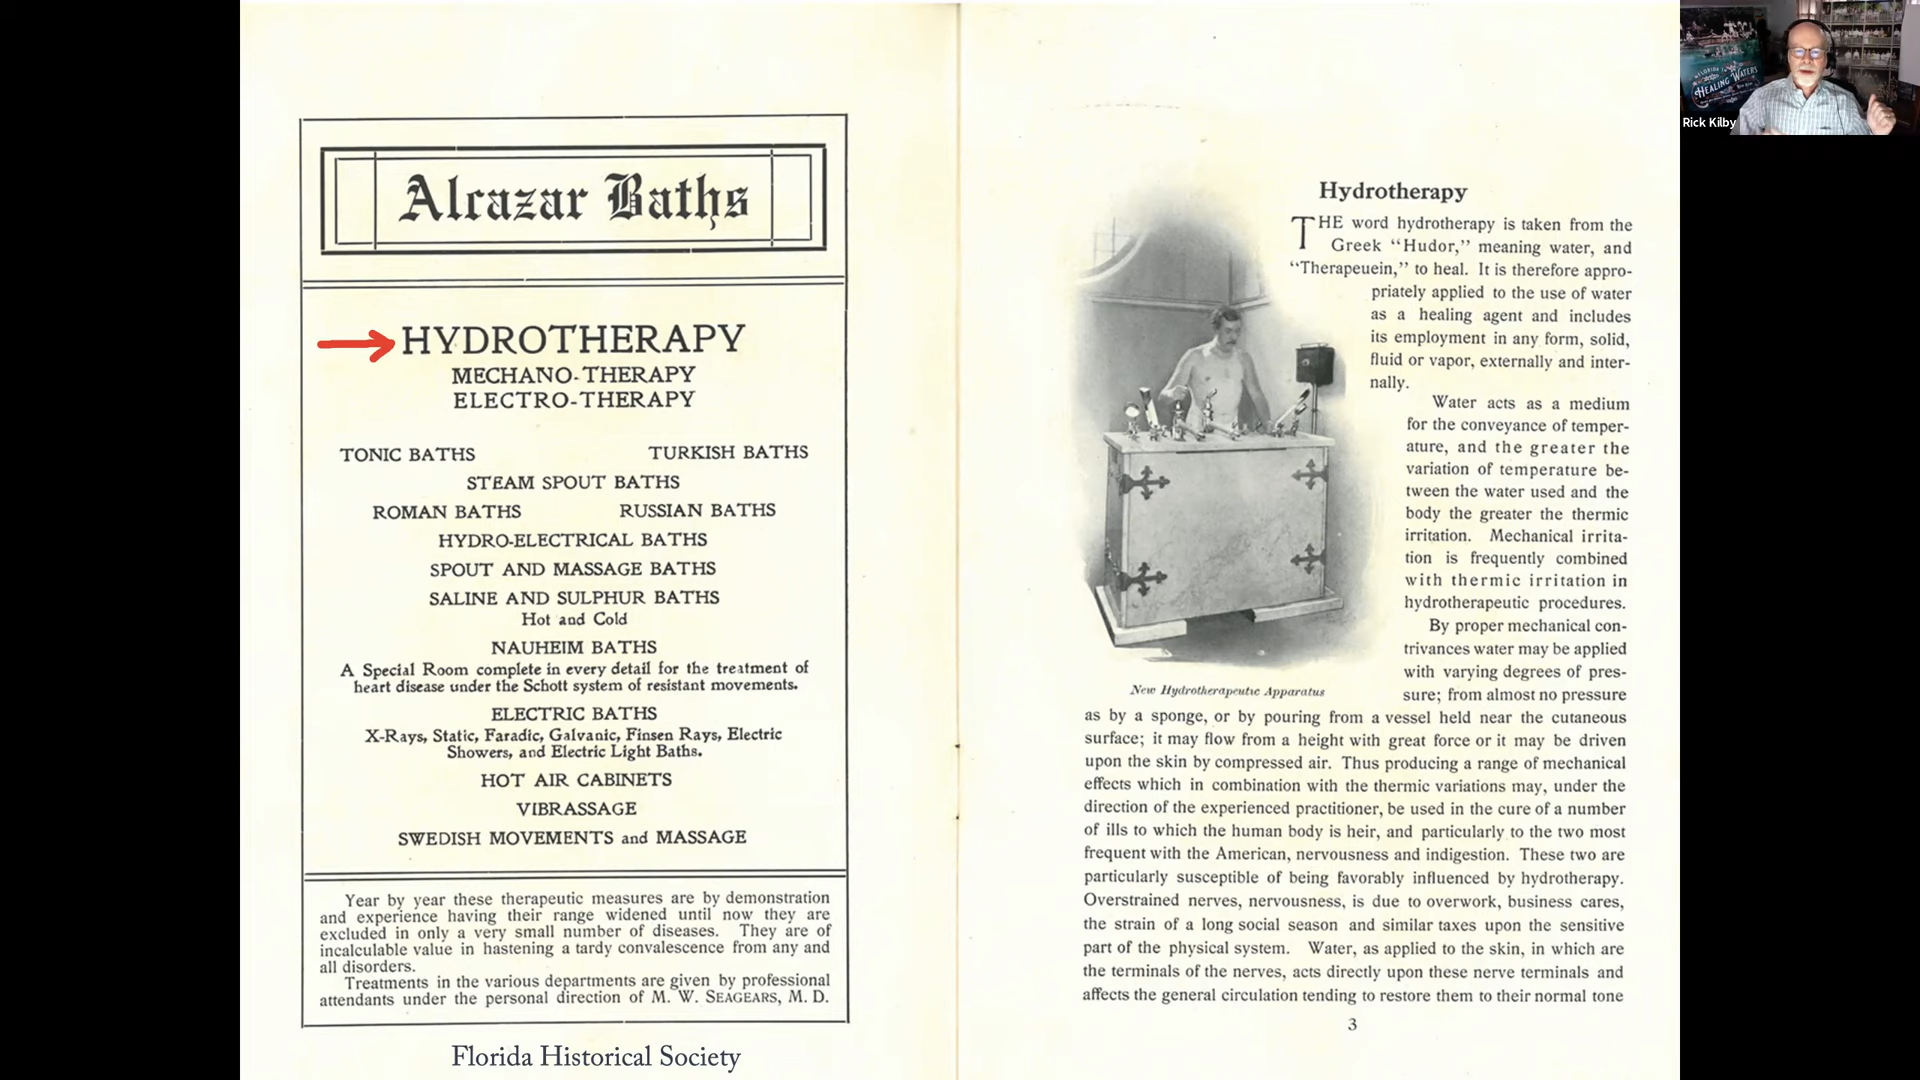 Alcazar Baths
HYDROTHERAPY
MECHANO-THERAPY
ELECTRO-THERAPY
TONIC BATHS TURKISH BATHS
STEAM SPOUT BATHS
ROMAN BATHS RUSSIAN BATHS
HYDRO-ELECTRICAL BATHS
SPOUT AND MASSAGE BATHS
SALINE AND SULPHUR BATHS
Hot and Cold
NAUHEIM BATHS
A Special Room complete in every detail for the treatment of
heart disease under the Schott system of resistant movements.
ELECTRIC BATHS
X-Rays, Static, Faradic, Galvanic, Finsen Rays, Electric
Showers, and Electric Light Baths.
HOT AIR CABINETS
VIBRASSAGE
SWEDISH MOVEMENTS and MASSAGE
Year by year these therapeutic measures are by demonstration
and experience having their range widened until now they are
excluded in only a very small number of diseases. They are of
incalculable value in hastening a tardy convalescence from any and
all disorders.
Treatments in the various departments are given by professional
attendants under the personal direction of M. W. SEAGEARS, M. D.
Florida Historical Society
Hydrotherapy
THE word hydrotherapy is taken from the
Greek “Hudor,” meaning water, and
“Therapeuein,” to heal. It is therefore appro-
priately applied to the use of water
as a healing agent and includes
its employment in any form, solid,
fluid or vapor, externally and inter-
nally.
Water acts as a medium
for the conveyance of temper-
ature, and the greater the
variation of temperature be-
tween the water used and the
body the greater the thermic
irritation. Mechanical irrita-
tion is frequently combined
with thermic irritation in
hydrotherapeutic procedures.
By proper mechanical con-
trivances water may be applied
with varying degrees of pres-
sure; from almost no pressure
New Hydrotherapeutic Apparatus
as by a sponge, or by pouring from a vessel held near the cutaneous
surface; it may flow from a height with great force or it may be driven
upon the skin by compressed air. Thus producing a range of mechanical
effects which in combination with the thermic variations may, under the
direction of the experienced practitioner, be used in the cure of a number
of ills to which the human body is heir, and particularly to the two most
frequent with the American, nervousness and indigestion. These two are
particularly susceptible of being favorably influenced by hydrotherapy.
Overstrained nerves, nervousness, is due to overwork, business cares,
the strain of a long social season and similar taxes upon the sensitive
part of the physical system. Water, as applied to the skin, in which are
the terminals of the nerves, acts directly upon these nerve terminals and
affects the general circulation tending to restore them to their normal tone
3
FLORIDA'S
HEALING WATERS
Rick Kilby